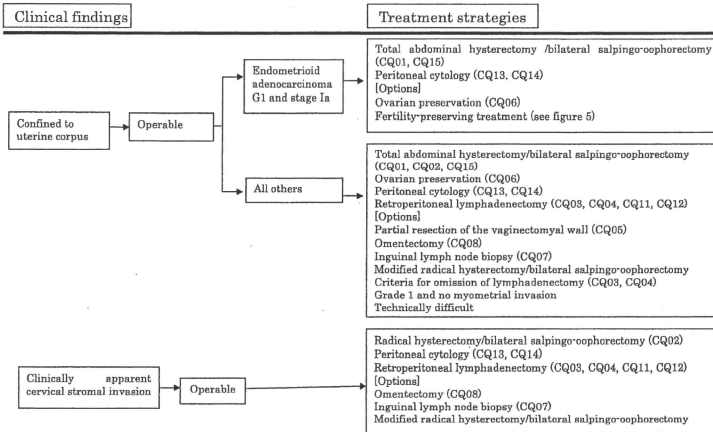 Clinical findings
Treatment strategies
Confined to
uterine corpus
Operable
Endometrioid
adenocarcinoma
G1 and stage Ia
Total abdominal hysterectomy /bilateral salpingo-oophorectomy
(CQ01, CQ15)
Peritoneal cytology (CQ13, CQ14)
[Options]
Ovarian preservation (CQ06)
Fertility-preserving treatment (see figure 5)
All others
Total abdominal hysterectomy/bilateral salpingo-oophorectomy
(CQ01, CQ02, CQ15)
Ovarian preservation (CQ06)
Peritoneal cytology (CQ13, CQ14)
Retroperitoneal lymphadenectomy (CQ03, CQ04, CQ11, CQ12)
[Options]
Partial resection of the vaginectomyal wall (CQ05)
Omentectomy (CQ08)
Inguinal lymph node biopsy (CQ07)
Modified radical hysterectomy/bilateral salpingo-oophorectomy
Criteria for omission of lymphadenectomy (CQ03, CQ04)
Grade 1 and no myometrial invasion
Technically difficult
Clinically apparent
cervical stromal invasion
Operable
Radical hysterectomy/bilateral salpingo-oophorectomy (CQ02)
Peritoneal cytology (CQ13, CQ14)
Retroperitoneal lymphadenectomy (CQ03, CQ04, CQ11, CQ12)
[Options]
Omentectomy (CQ08)
Inguinal lymph node biopsy (CQ07)
Modified radical hysterectomy/bilateral salpingo-oophorectomy